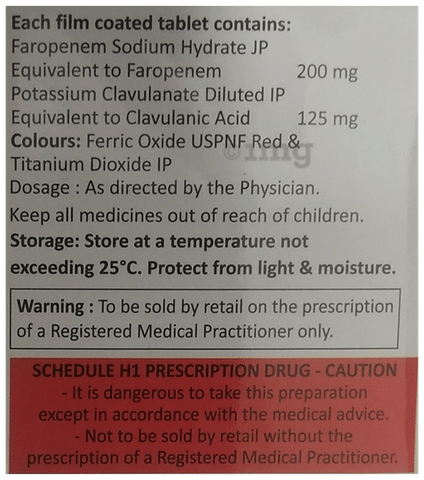 Each film coated tablet contains:
Faropenem Sodium Hydrate JP
Equivalent to Faropenem 200 mg
Potassium Clavulanate Diluted IP
Equivalent to Clavulanic Acid 125 mg
Colours: Ferric Oxide USPNF Red &
Titanium Dioxide IP
©1mg
Dosage : As directed by the Physician.
Keep all medicines out of reach of children.
Storage: Store at a temperature not
exceeding 25°C. Protect from light & moisture.
Warning : To be sold by retail on the prescription
of a Registered Medical Practitioner only.
SCHEDULE H1 PRESCRIPTION DRUG - CAUTION
- It is dangerous to take this preparation
except in accordance with the medical advice.
- Not to be sold by retail without the
prescription of a Registered Medical Practitioner.